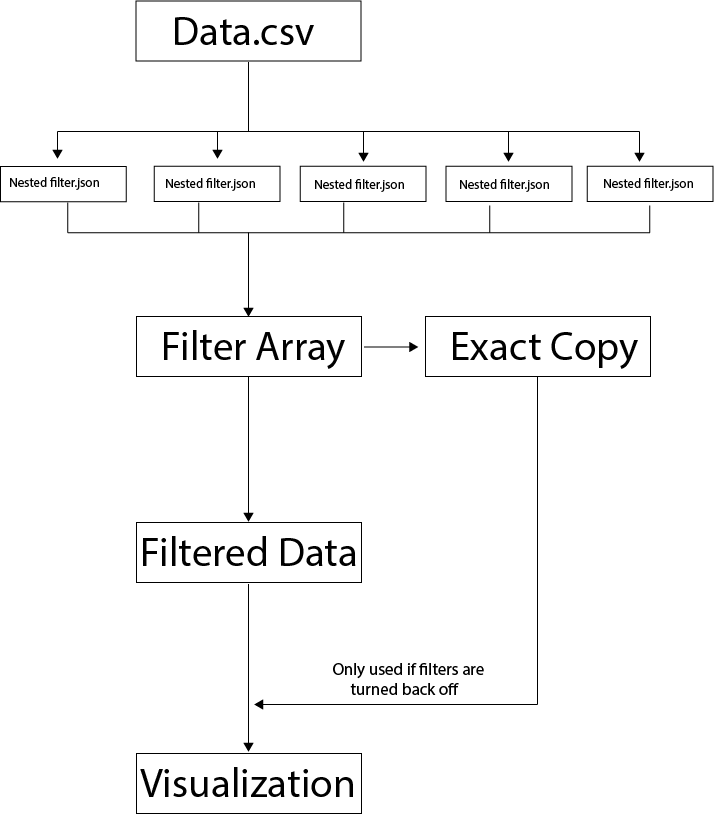 Data.csv
Nested filter.json
Nested filter.json
Nested filter.json
Nested filter.json
Nested filter.json
Filter Array
Exact Copy
Filtered Data
Only used if filters are
turned back off
Visualization